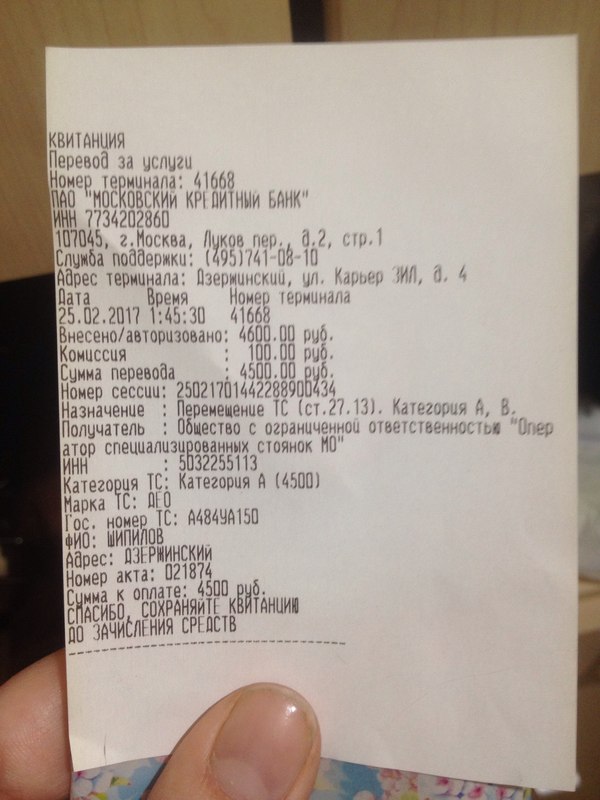 КВИТАНЦИЯ
Перевод за услуги
Номер терминала: 41668
ПАО "МОСКОВСКИЙ КРЕДИТНЫЙ БАНК"
ИНН 7734202860
107045, г.Москва, Луков пер., д.2, стр.1
Служба поддержки: (495)741-08-10
Адрес терминала: Дзержинский, ул. Карьер ЗИЛ, д. 4
Дата Время Номер терминала
25.02.2017 1:45:30 41668
Внесено/авторизовано: 4600.00 руб.
Комиссия : 100.00 руб.
Сумма перевода : 4500.00 руб.
Номер сессии: 25021701442288900434
Назначение : Перемещение ТС (ст.27.13). Категория А, В.
Получатель : Общество с ограниченной ответственностью "Опер
атор специализированных стоянок МО"
ИНН : 5032255113
Категория ТС: Категория А (4500)
Марка ТС: ДЕО
Гос. номер ТС: А484УА150
ФИО: ШИПИЛОВ
Адрес: ДЗЕРЖИНСКИЙ
Номер акта: 021874
Сумма к оплате: 4500 руб.
СПАСИБО, СОХРАНЯЙТЕ КВИТАНЦИЮ
ДО ЗАЧИСЛЕНИЯ СРЕДСТВ